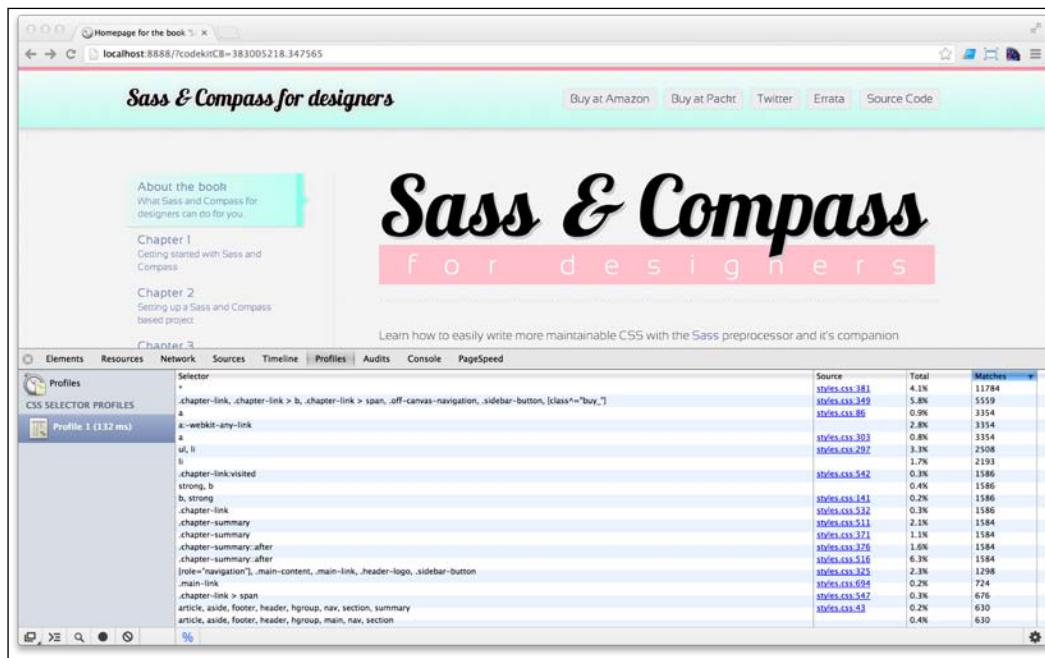 Homepage for the book "S
localhost:8888/?codekitCB=383005218.347565
Sass & Compass for designers
Buy at Amazon
Buy at Packt
Twitter
Errata
Source Code
About the book
What Sass and Compass for
designers can do for you.
Chapter 1
Getting started with Sass and
Compass
Chapter 2
Setting up a Sass and Compass
based project
Chapter 3
Sass & Compass
for designers
Learn how to easily write more maintainable CSS with the Sass preprocessor and it's companion
Elements Resources Network Sources Timeline Profiles Audits Console PageSpeed
Profiles
CSS SELECTOR PROFILES
Profile 1 (132 ms)
Selector Source Total Matches
* styles.css:381 4.1% 11784
.chapter-link, .chapter-link > b, .chapter-link > span, .off-canvas-navigation, .sidebar-button, [class^="buy_"] styles.css:349 5.8% 5559
a styles.css:86 0.9% 3354
a:-webkit-any-link 2.8% 3354
a styles.css:303 0.8% 3354
ul, li styles.css:297 3.3% 2508
li 1.7% 2193
.chapter-link:visited styles.css:542 0.3% 1586
strong, b 0.4% 1586
b, strong styles.css:141 0.2% 1586
.chapter-link styles.css:532 0.3% 1586
.chapter-summary styles.css:511 2.1% 1584
.chapter-summary styles.css:371 1.1% 1584
.chapter-summary::after styles.css:376 1.6% 1584
.chapter-summary::after styles.css:516 6.3% 1584
[role="navigation"], .main-content, .main-link, .header-logo, .sidebar-button styles.css:325 2.3% 1298
.main-link styles.css:694 0.2% 724
.chapter-link > span styles.css:547 0.3% 676
article, aside, footer, header, hgroup, nav, section, summary styles.css:43 0.2% 630
article, aside, footer, header, hgroup, main, nav, section 0.4% 630
%